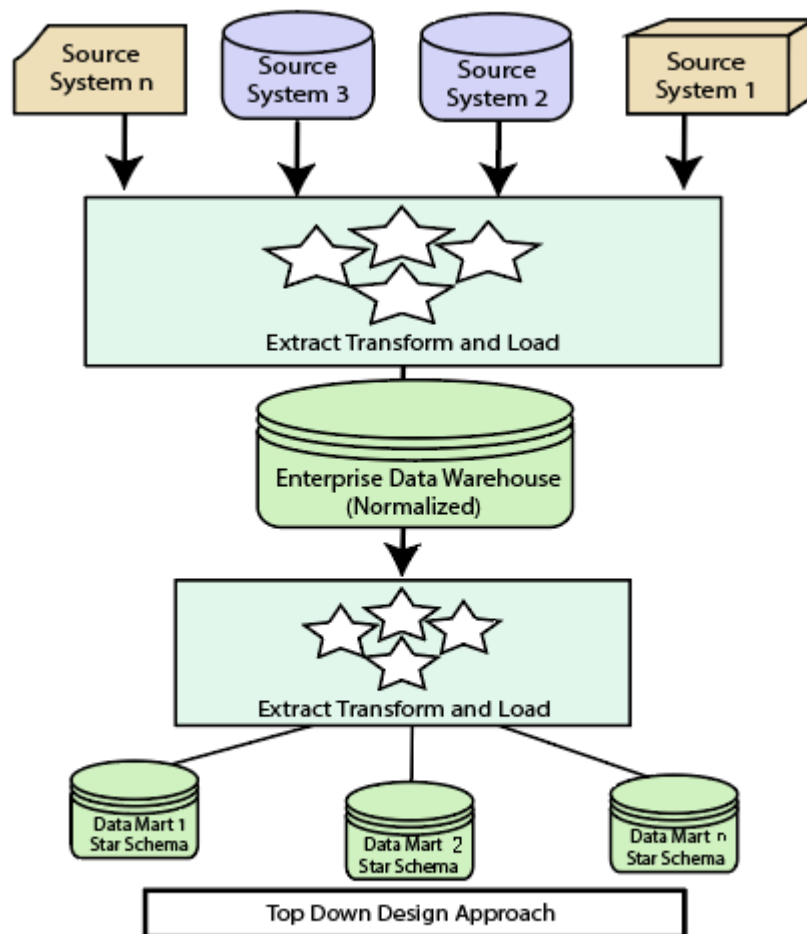 Source
System n
Source
System 3
Source
System 2
Source
System 1
Extract Transform and Load
Enterprise Data Warehouse
(Normalized)
Extract Transform and Load
Data Mart 1
Star Schema
Data Mart 2
Star Schema
Data Mart n
Star Schema
Top Down Design Approach